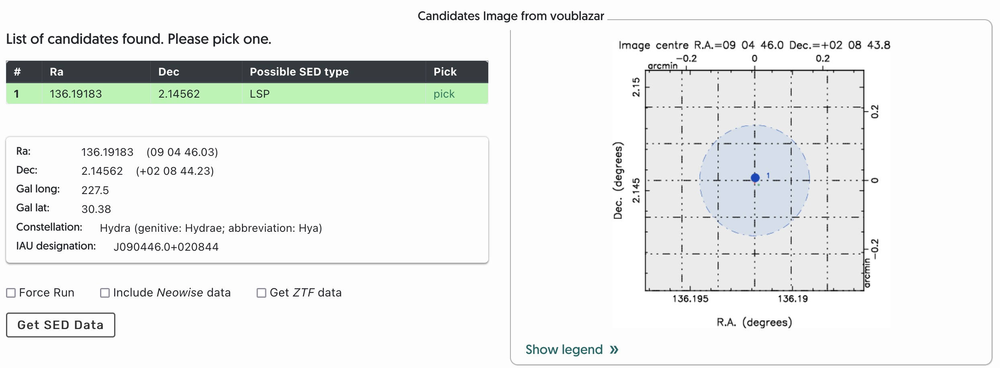 Candidates Image from voublazar
List of candidates found. Please pick one.
# Ra Dec Possible SED type Pick
1 136.19183 2.14562 LSP pick
Ra: 136.19183 (09 04 46.03)
Dec: 2.14562 (+02 08 44.23)
Gal long: 227.5
Gal lat: 30.38
Constellation: Hydra (genitive: Hydrae; abbreviation: Hya)
IAU designation: J090446.0+020844
Force Run Include Neowise data Get ZTF data
Get SED Data
Image centre R.A.=09 04 46.0 Dec.=+02 08 43.8
−0.2 0 0.2
arcmin
2.15
0.2
Dec. (degrees)
1
0
2.145
−0.2
arcmin
136.195 136.19
R.A. (degrees)
Show legend »